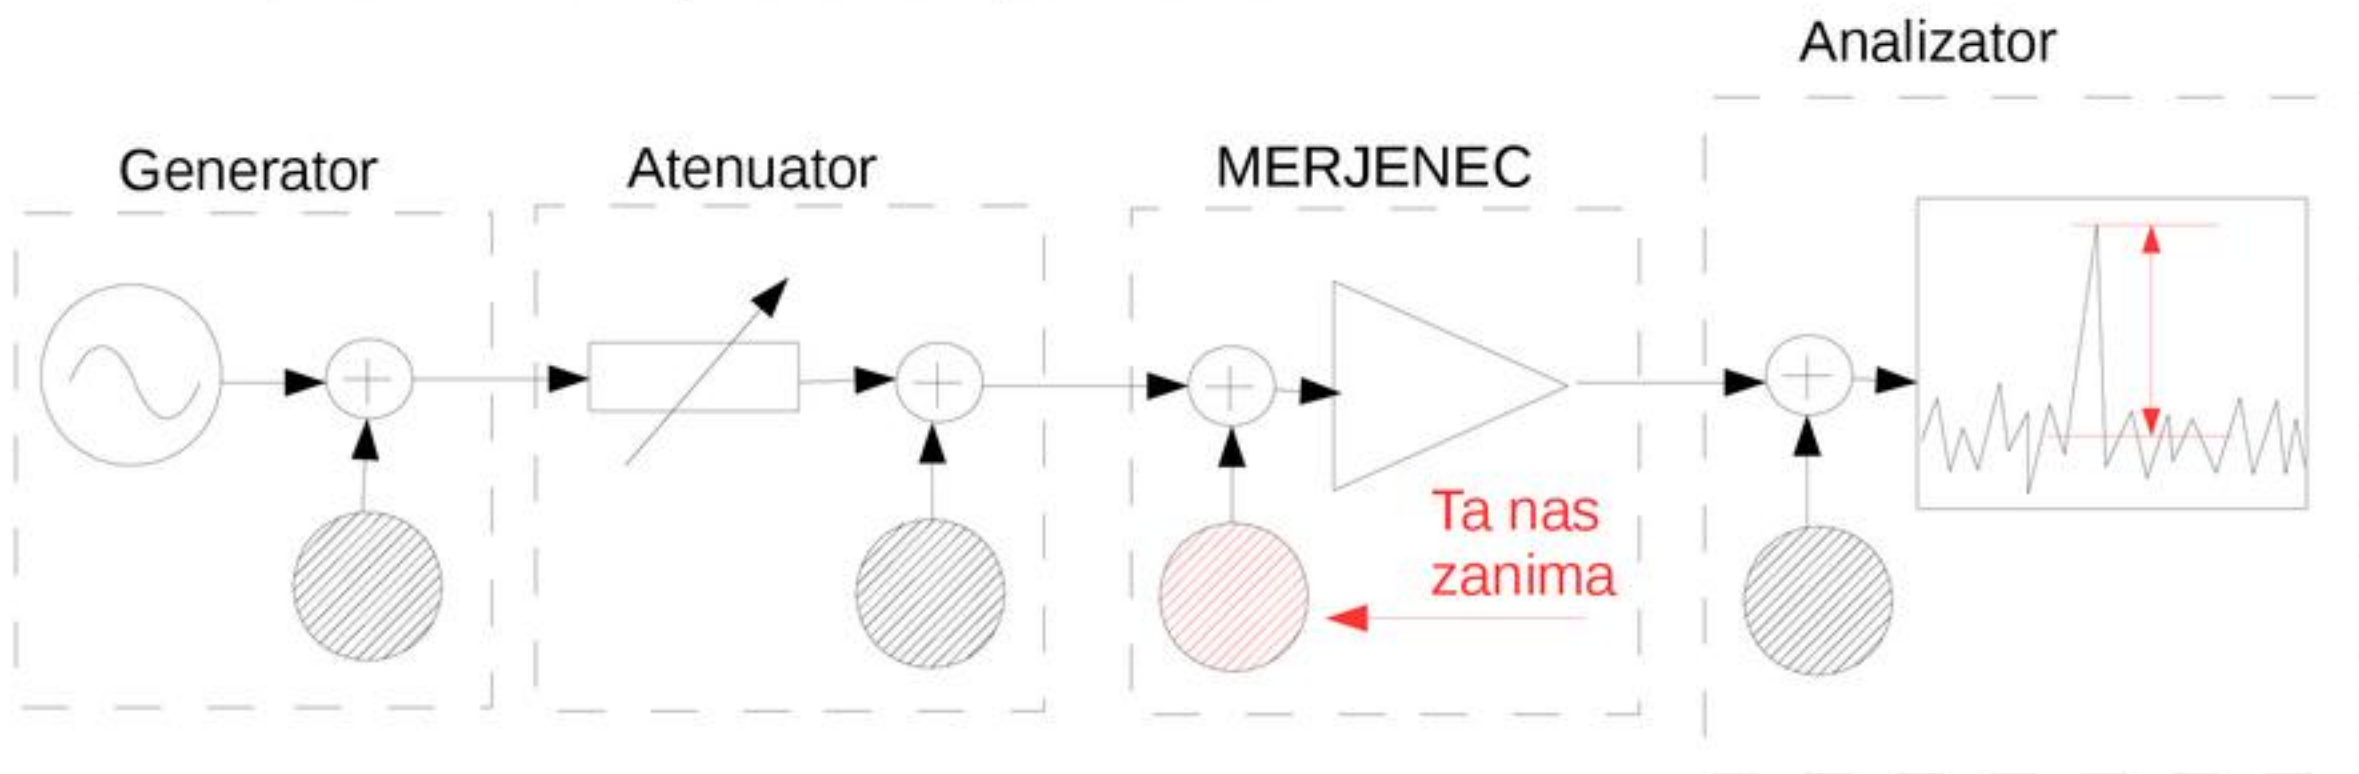 Analizator
Generator
Atenuator
MERJENEC
Ta nas
zanima